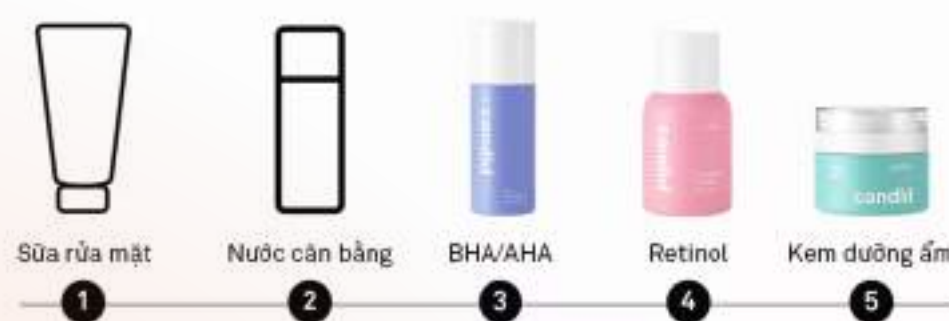 Sữa rửa mặt
Nước cân bằng
BHA/AHA
Retinol
Kem dưỡng ẩm
candid
1
2
3
4
5